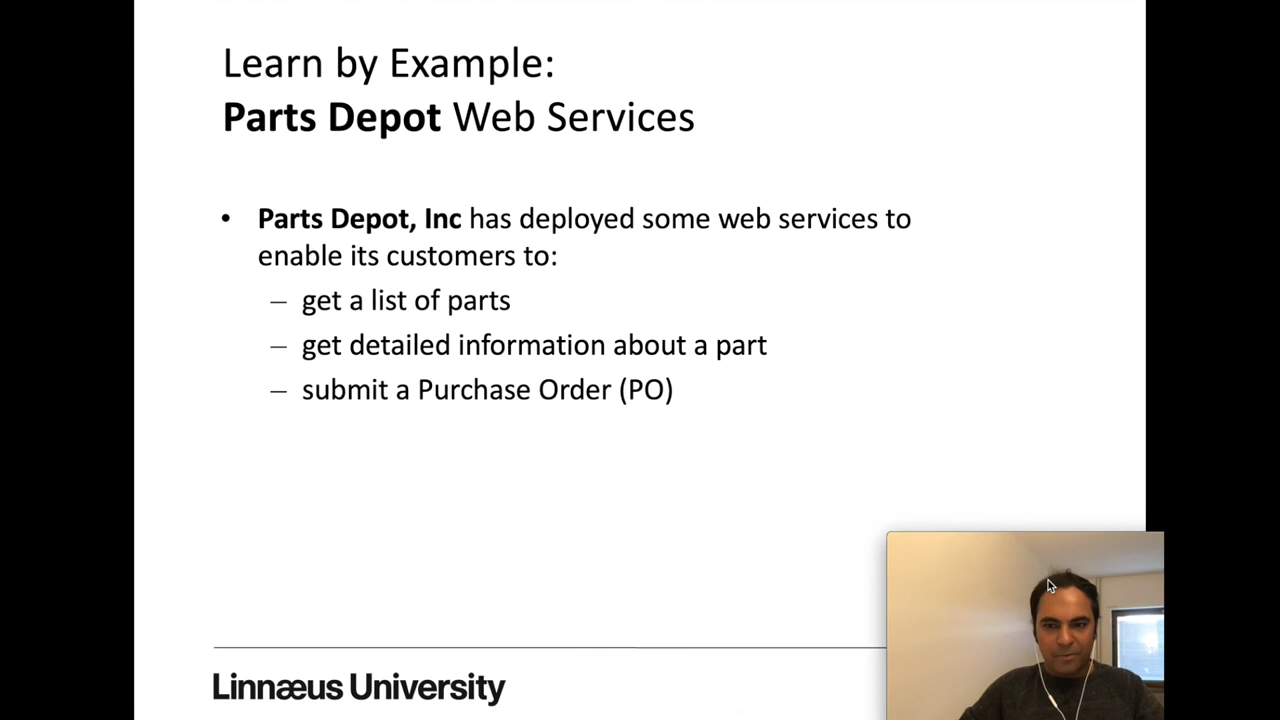 Learn by Example:
Parts Depot Web Services
• Parts Depot, Inc has deployed some web services to
enable its customers to:
– get a list of parts
– get detailed information about a part
– submit a Purchase Order (PO)
Linnæus University